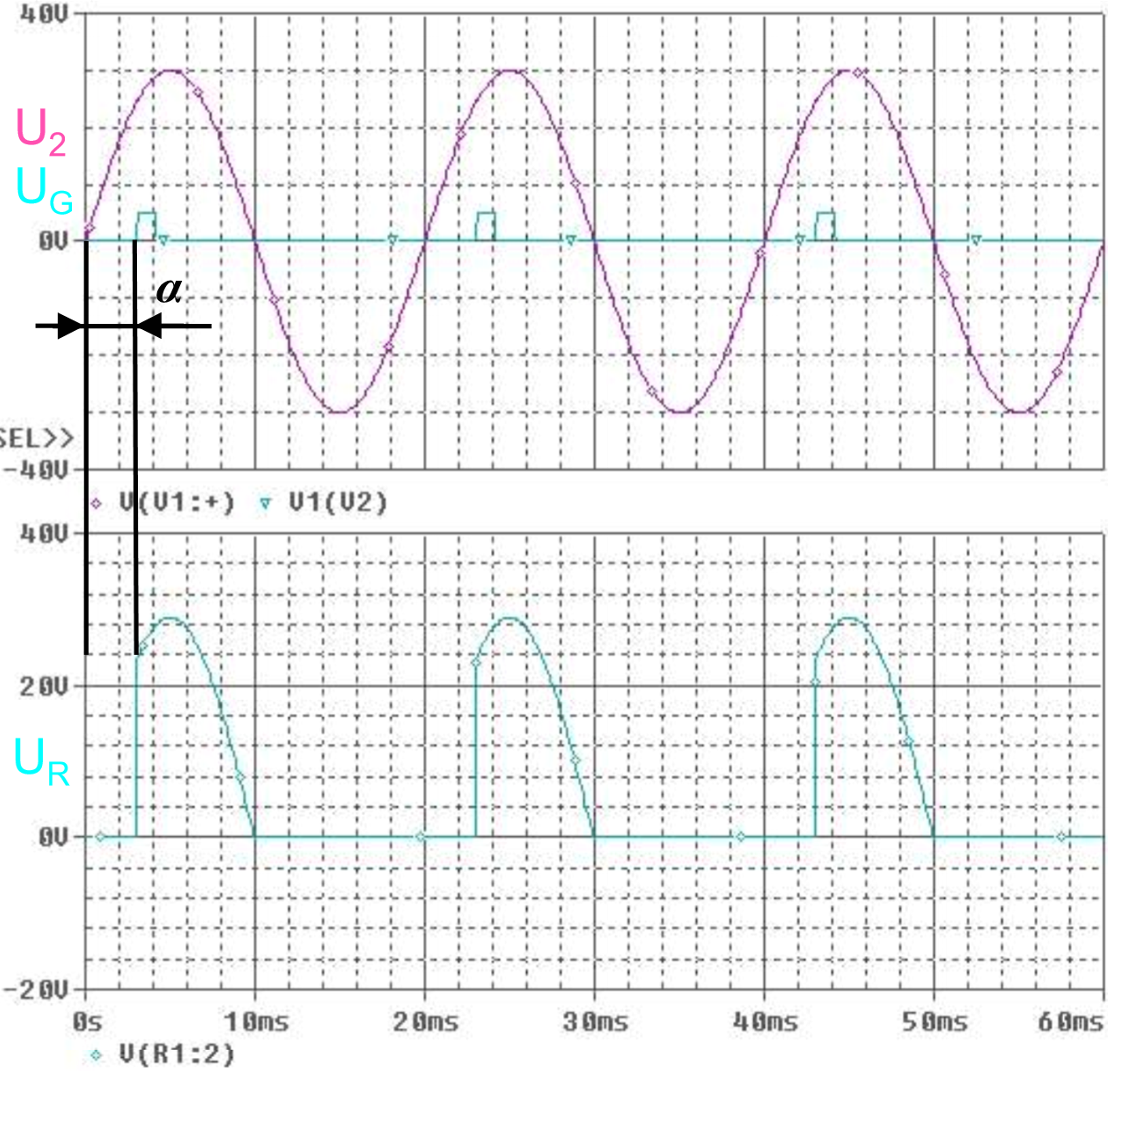 40V
U2
UG
0V
α
SEL>>
-40V
V(V1:+) V1(V2)
40V
20V
UR
0V
-20V
0s 10ms 20ms 30ms 40ms 50ms 60ms
V(R1:2)